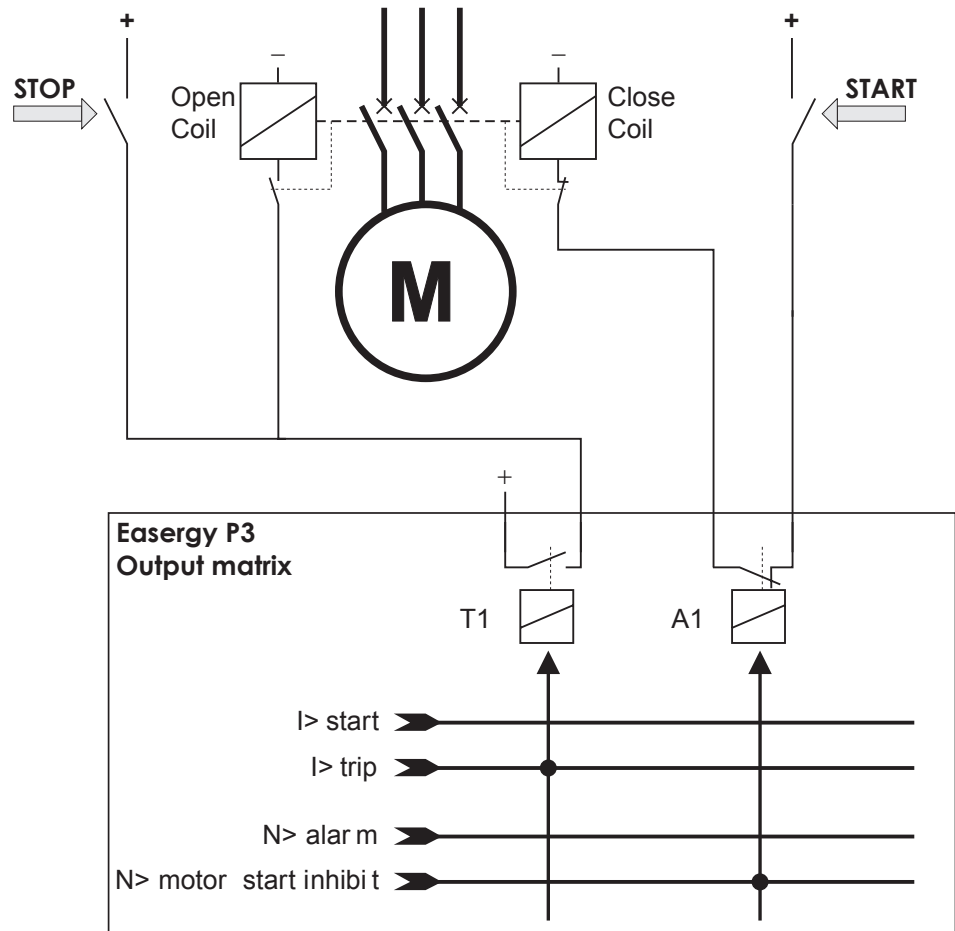 +
+
STOP
Open
Coil
−
−
Close
Coil
START
M
+
Easergy P3
Output matrix
T1
A1
I> start
I> trip
N> alar m
N> motor start inhibi t